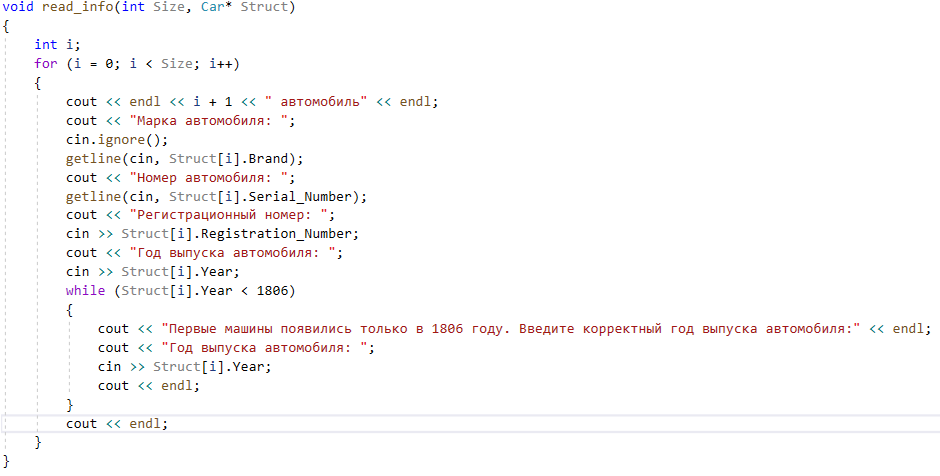 void read_info(int Size, Car* Struct)
{
    int i;
    for (i = 0; i < Size; i++)
    {
        cout << endl << i + 1 << " автомобиль" << endl;
        cout << "Марка автомобиля: ";
        cin.ignore();
        getline(cin, Struct[i].Brand);
        cout << "Номер автомобиля: ";
        getline(cin, Struct[i].Serial_Number);
        cout << "Регистрационный номер: ";
        cin >> Struct[i].Registration_Number;
        cout << "Год выпуска автомобиля: ";
        cin >> Struct[i].Year;
        while (Struct[i].Year < 1806)
        {
            cout << "Первые машины появились только в 1806 году. Введите корректный год выпуска автомобиля:" << endl;
            cout << "Год выпуска автомобиля: ";
            cin >> Struct[i].Year;
            cout << endl;
        }
        cout << endl;
    }
}